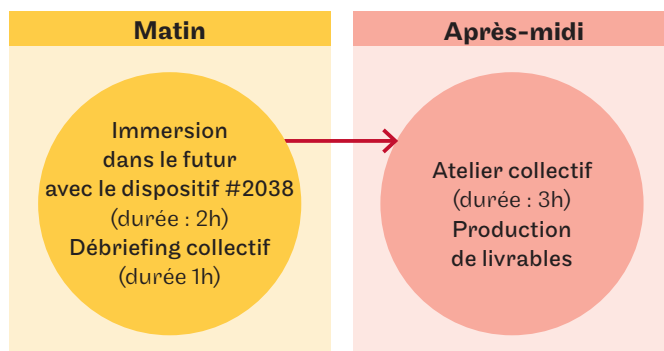 Matin
Immersion
dans le futur
avec le dispositif #2038
(durée : 2h)
Débriefing collectif
(durée 1h)
Après-midi
Atelier collectif
(durée : 3h)
Production
de livrables